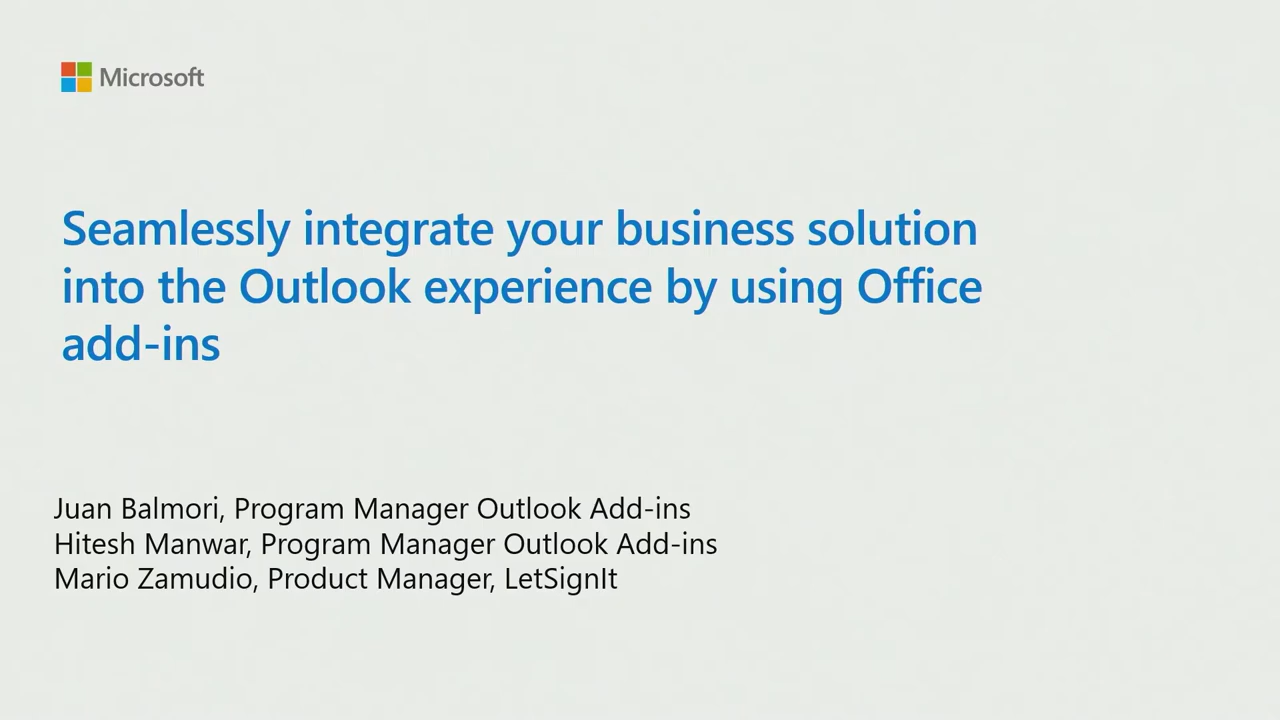 Microsoft
Seamlessly integrate your business solution
into the Outlook experience by using Office
add-ins
Juan Balmori, Program Manager Outlook Add-ins
Hitesh Manwar, Program Manager Outlook Add-ins
Mario Zamudio, Product Manager, LetSignIt